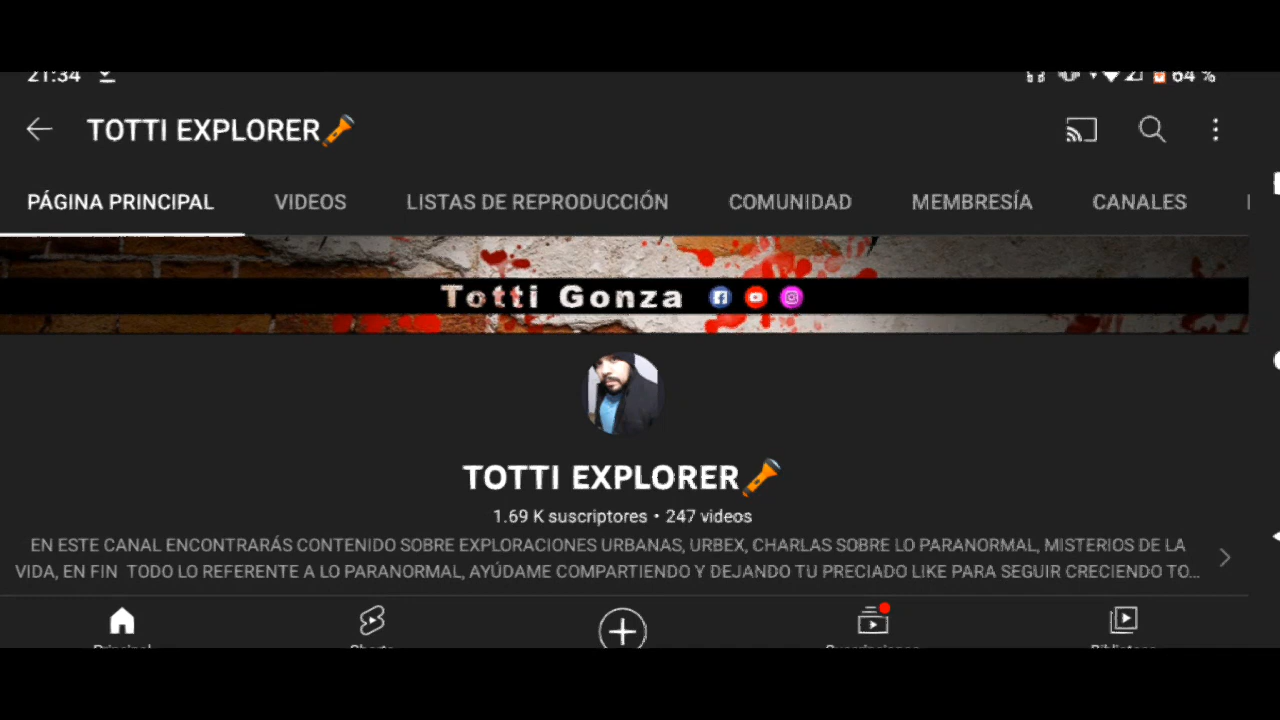 21:34 64 %
TOTTI EXPLORER
PÁGINA PRINCIPAL VIDEOS LISTAS DE REPRODUCCIÓN COMUNIDAD MEMBRESÍA CANALES
Totti Gonza
TOTTI EXPLORER
1.69 K suscriptores • 247 videos
EN ESTE CANAL ENCONTRARÁS CONTENIDO SOBRE EXPLORACIONES URBANAS, URBEX, CHARLAS SOBRE LO PARANORMAL, MISTERIOS DE LA
VIDA, EN FIN TODO LO REFERENTE A LO PARANORMAL, AYÚDAME COMPARTIENDO Y DEJANDO TU PRECIADO LIKE PARA SEGUIR CRECIENDO TO...